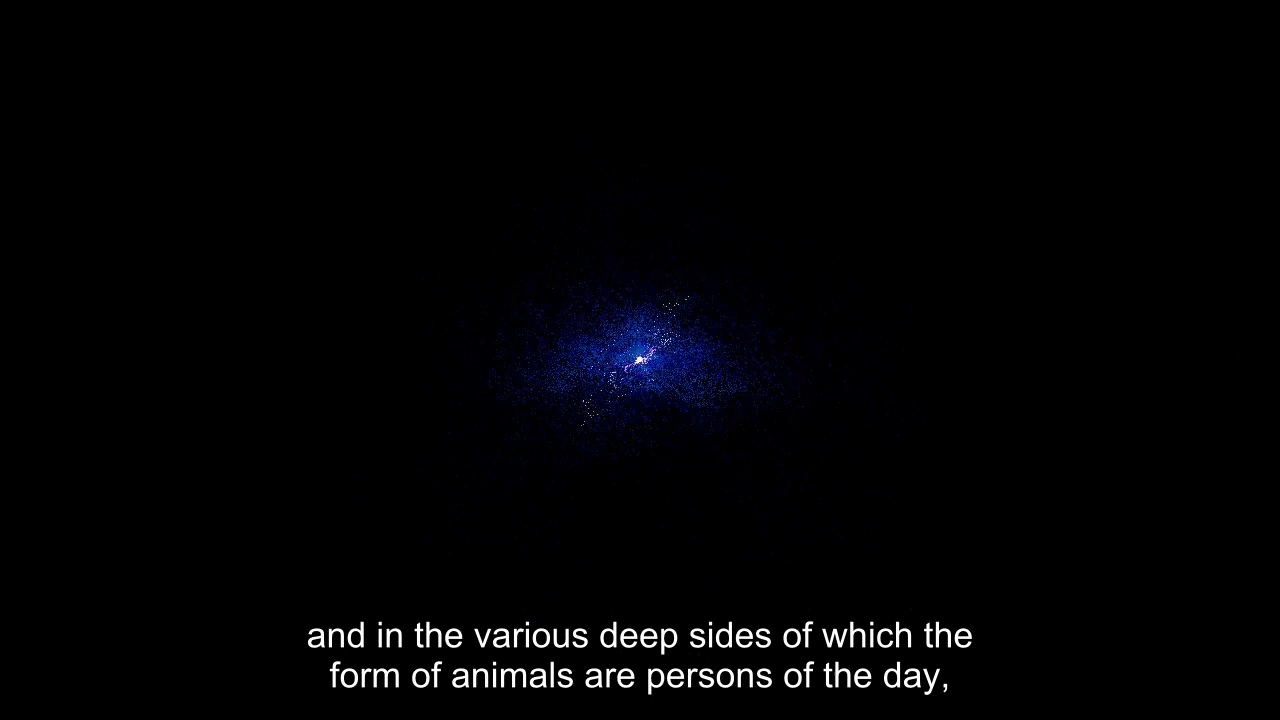 and in the various deep sides of which the
form of animals are persons of the day,